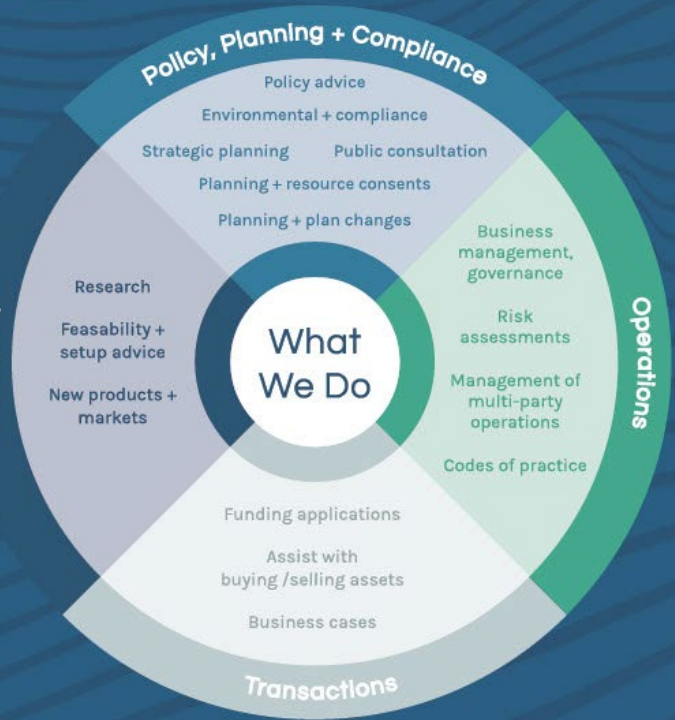 Policy, Planning + Compliance
Policy advice
Environmental + compliance
Strategic planning
Public consultation
Planning + resource consents
Planning + plan changes
Business
management,
governance
Risk
assessments
Management of
multi-party
operations
Codes of practice
Operations
Research
Feasability +
setup advice
New products +
markets
What
We Do
Funding applications
Assist with
buying /selling assets
Business cases
Transactions